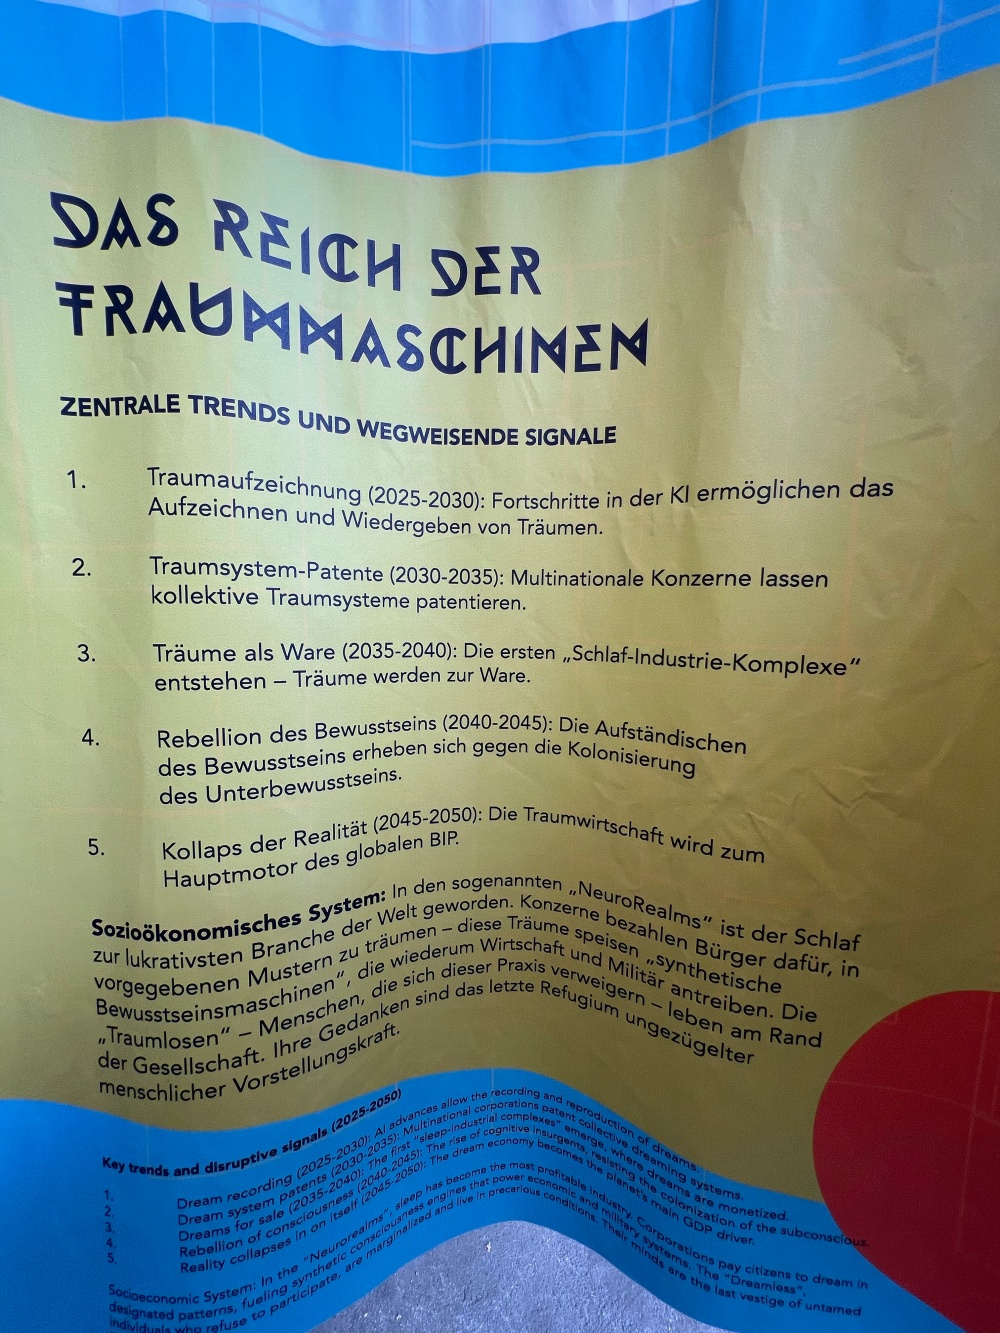 DAS REICH DER
TRAUMMASCHINEN
ZENTRALE TRENDS UND WEGWEISENDE SIGNALE
1. Traumaufzeichnung (2025-2030): Fortschritte in der KI ermöglichen das
Aufzeichnen und Wiedergeben von Träumen.
2. Traumsystem-Patente (2030-2035): Multinationale Konzerne lassen
kollektive Traumsysteme patentieren.
3. Träume als Ware (2035-2040): Die ersten „Schlaf-Industrie-Komplexe“
entstehen – Träume werden zur Ware.
4. Rebellion des Bewusstseins (2040-2045): Die Aufständischen
des Bewusstseins erheben sich gegen die Kolonisierung
des Unterbewusstseins.
5. Kollaps der Realität (2045-2050): Die Traumwirtschaft wird zum
Hauptmotor des globalen BIP.
Sozioökonomisches System: In den sogenannten „NeuroRealms“ ist der Schlaf
zur lukrativsten Branche der Welt geworden. Konzerne bezahlen Bürger dafür, in
vorgegebenen Mustern zu träumen – diese Träume speisen „synthetische
Bewusstseinsmaschinen“, die wiederum Wirtschaft und Militär antreiben. Die
„Traumlosen“ – Menschen, die sich dieser Praxis verweigern – leben am Rand
der Gesellschaft. Ihre Gedanken sind das letzte Refugium ungezügelter
menschlicher Vorstellungskraft.
Key trends and disruptive signals (2025-2050)
1. Dream recording (2025-2030): AI advances allow the recording and reproduction of dreams.
2. Dream system patents (2030-2035): Multinational corporations patent collective dreaming systems.
3. Dreams for sale (2035-2040): The first "sleep-industrial complexes" emerge, where dreams are monetized.
4. Rebellion of consciousness (2040-2045): The rise of cognitive insurgents, resisting the colonization of the subconscious.
5. Reality collapses in on itself (2045-2050): The dream economy becomes the planet's main GDP driver.
Socioeconomic System: In the "Neurorealms", sleep has become the most profitable industry. Corporations pay citizens to dream in
designated patterns, fueling synthetic consciousness engines that power economic and military systems. The "Dreamless",
individuals who refuse to participate, are marginalized and live in precarious conditions. Their minds are the last vestige of untamed